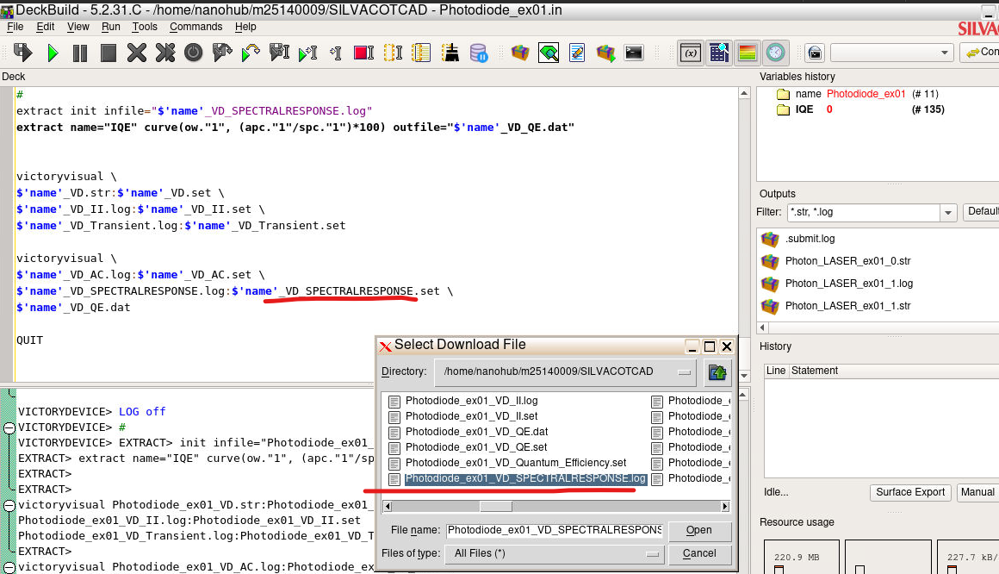 DeckBuild - 5.2.31.C - /home/nanohub/m25140009/SILVACOTCAD - Photodiode_ex01.in
File Edit View Run Tools Commands Help
SILVA
(x)
Con
Deck
#
extract init infile="$'name'_VD_SPECTRALRESPONSE.log"
extract name="IQE" curve(ow."1", (apc."1"/spc."1")*100) outfile="$'name'_VD_QE.dat"
victoryvisual \
$'name'_VD.str:$'name'_VD.set \
$'name'_VD_II.log:$'name'_VD_II.set \
$'name'_VD_Transient.log:$'name'_VD_Transient.set
victoryvisual \
$'name'_VD_AC.log:$'name'_VD_AC.set \
$'name'_VD_SPECTRALRESPONSE.log:$'name'_VD_SPECTRALRESPONSE.set \
$'name'_VD_QE.dat
QUIT
VICTORYDEVICE> LOG off
VICTORYDEVICE> #
VICTORYDEVICE> EXTRACT> init infile="Photodiode_ex01_
EXTRACT> extract name="IQE" curve(ow."1", (apc."1"/sp
EXTRACT>
EXTRACT>
victoryvisual Photodiode_ex01_VD.str:Photodiode_ex01_
Photodiode_ex01_VD_II.log:Photodiode_ex01_VD_II.set
Photodiode_ex01_VD_Transient.log:Photodiode_ex01_VD_T
EXTRACT>
victoryvisual Photodiode_ex01_VD_AC.log:Photodiode_ex
Select Download File
Directory: /home/nanohub/m25140009/SILVACOTCAD
Photodiode_ex01_VD_II.log Photodiode_e
Photodiode_ex01_VD_II.set Photodiode_e
Photodiode_ex01_VD_QE.dat Photodiode_e
Photodiode_ex01_VD_QE.set Photodiode_e
Photodiode_ex01_VD_Quantum_Efficiency.set Photodiode_e
Photodiode_ex01_VD_SPECTRALRESPONSE.log Photodiode_e
File name: Photodiode_ex01_VD_SPECTRALRESPONS Open
Files of type: All Files (*) Cancel
Variables history
name Photodiode_ex01 (# 11)
IQE 0 (# 135)
Outputs
Filter: *.str, *.log Default
.submit.log
Photon_LASER_ex01_0.str
Photon_LASER_ex01_1.log
Photon_LASER_ex01_1.str
History
Line Statement
Idle... Surface Export Manual
Resource usage
220.9 MB 227.7 kB/